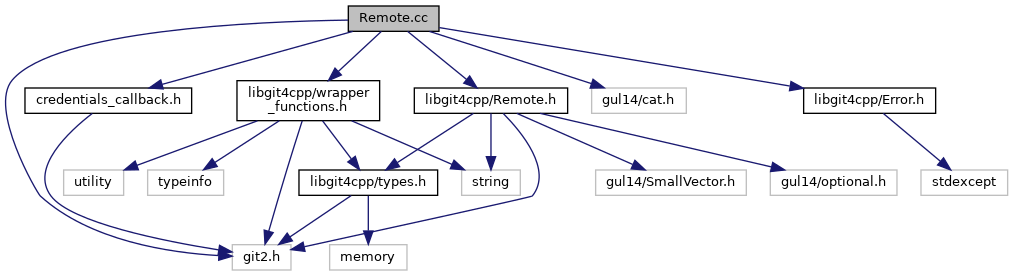 Remote.cc
credentials_callback.h
libgit4cpp/wrapper
_functions.h
libgit4cpp/Remote.h
gul14/cat.h
libgit4cpp/Error.h
utility
typeinfo
libgit4cpp/types.h
string
gul14/SmallVector.h
gul14/optional.h
stdexcept
git2.h
memory